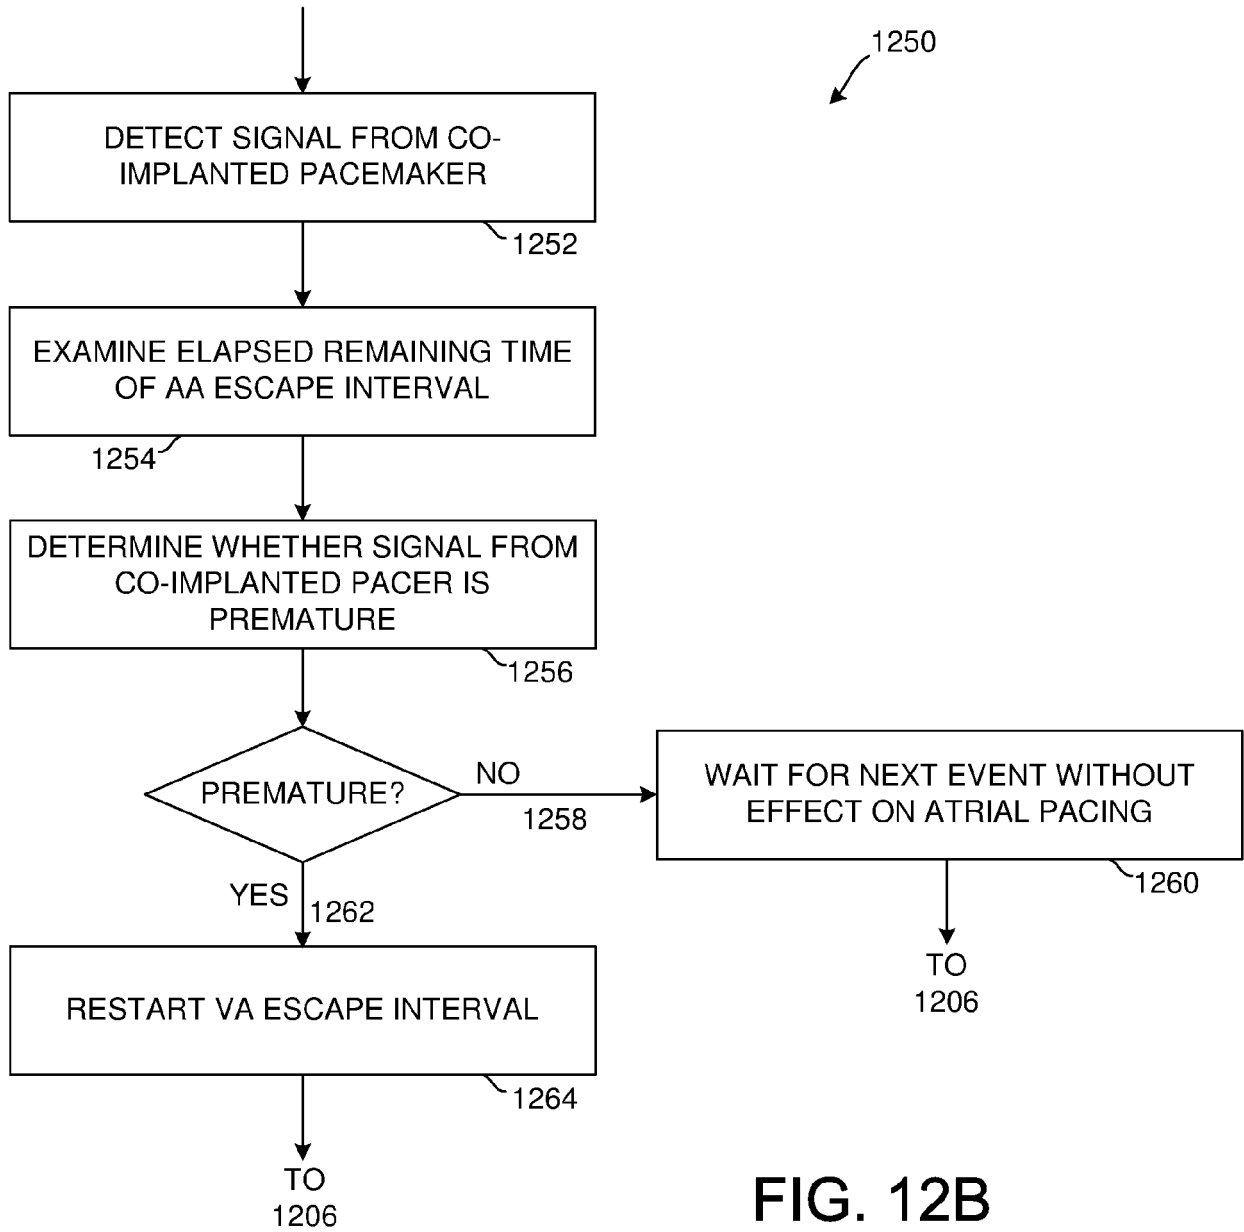 1250
DETECT SIGNAL FROM CO-
IMPLANTED PACEMAKER
1252
EXAMINE ELAPSED REMAINING TIME
OF AA ESCAPE INTERVAL
1254
DETERMINE WHETHER SIGNAL FROM
CO-IMPLANTED PACER IS
PREMATURE
1256
PREMATURE?
NO
1258
WAIT FOR NEXT EVENT WITHOUT
EFFECT ON ATRIAL PACING
1260
TO
1206
YES
1262
RESTART VA ESCAPE INTERVAL
1264
TO
1206
FIG. 12B